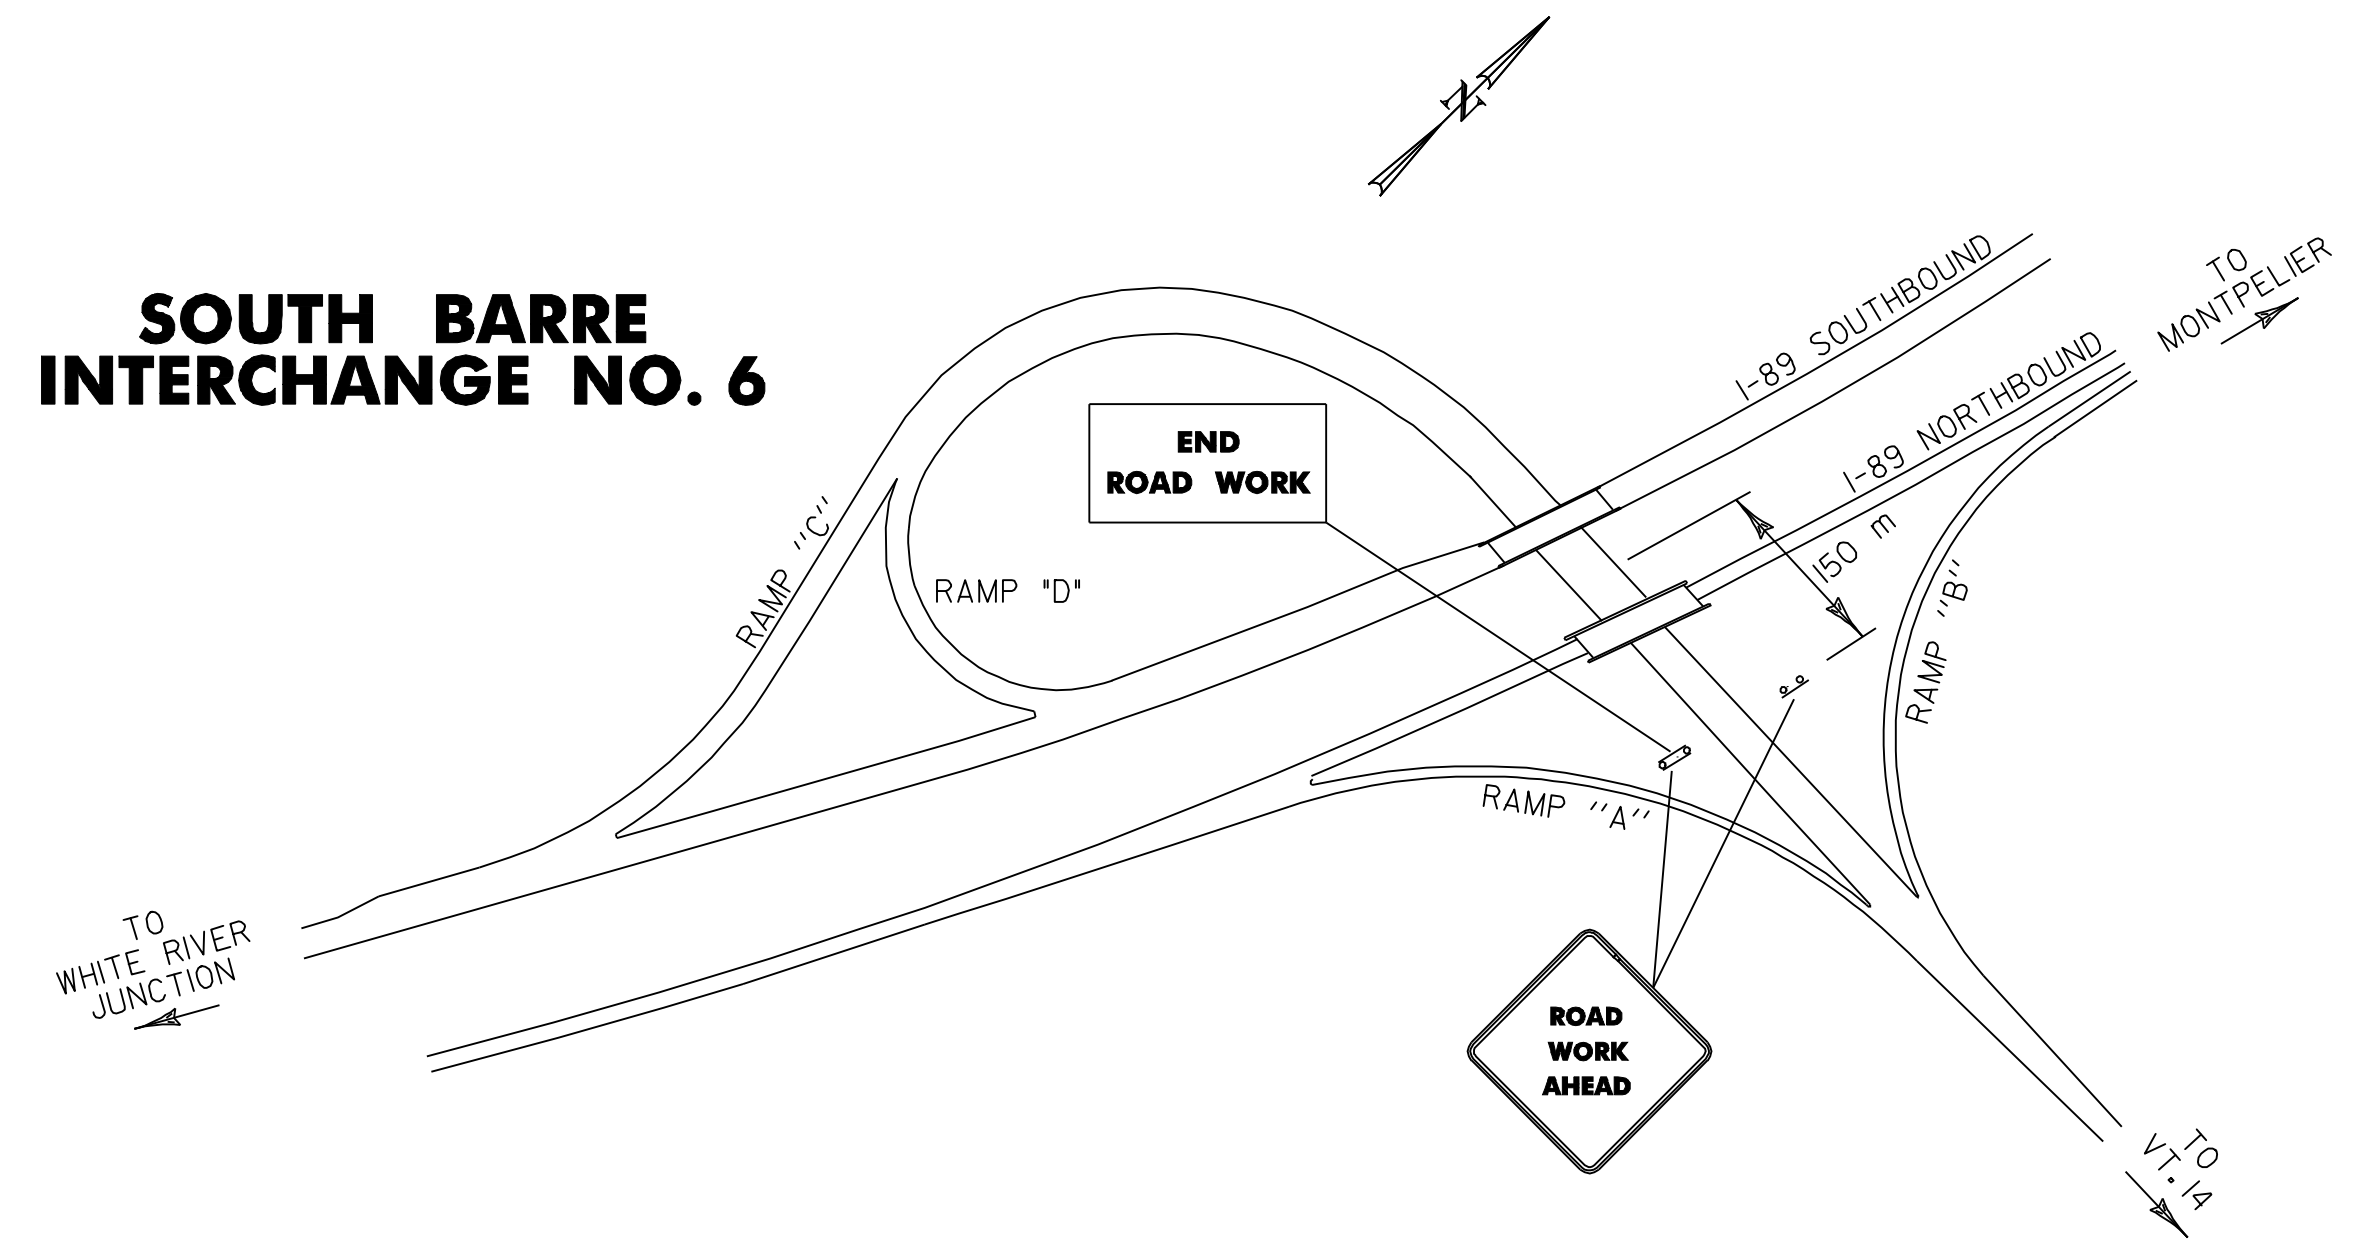 N
SOUTH BARRE
INTERCHANGE NO. 6
I-89 SOUTHBOUND
TO
MONTPELIER
I-89 NORTHBOUND
END
ROAD WORK
150 m
RAMP "C"
RAMP "D"
RAMP "B"
RAMP "A"
TO
WHITE RIVER
JUNCTION
ROAD
WORK
AHEAD
TO
VT. 14